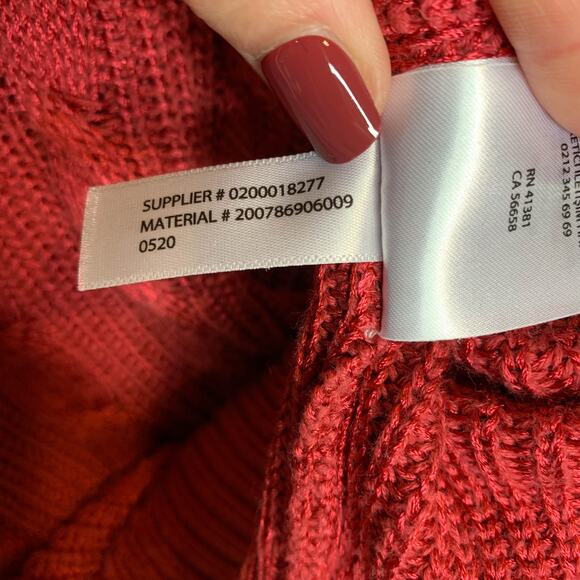 SUPPLIER # 0200018277
MATERIAL # 200786906009
0520
RN 41381
CA 56658
0212 345 69 69